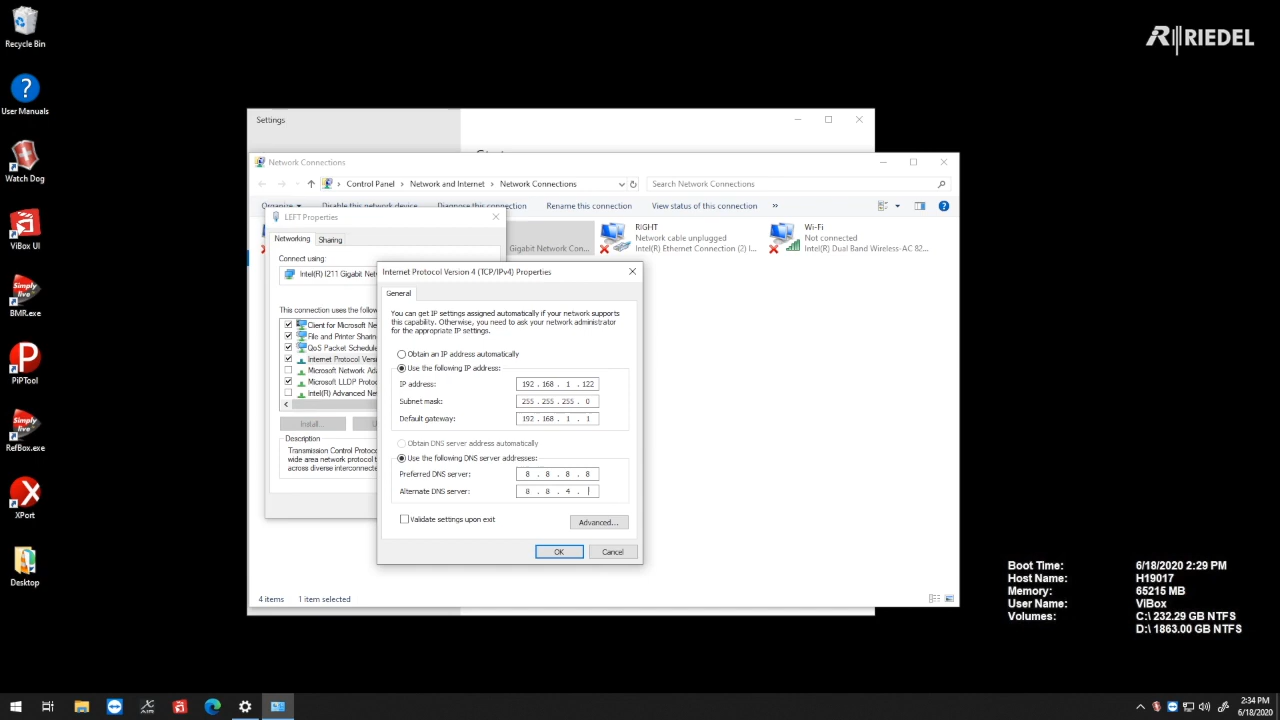 Recycle Bin
User Manuals
Watch Dog
ViBox UI
Simply live
BMR.exe
PiPTool
Simply live
RefBox.exe
XPort
Desktop
RIEDEL
Settings
Network Connections
Control Panel > Network and Internet > Network Connections
Search Network Connections
Organize
Disable this network device
Diagnose this connection
Rename this connection
View status of this connection
»
LEFT Properties
Networking
Sharing
Connect using:
Intel(R) I211 Gigabit Net
This connection uses the follow
Client for Microsoft Ne
File and Printer Sharin
QoS Packet Schedule
Internet Protocol Versi
Microsoft Network Ad
Microsoft LLDP Protoc
Intel(R) Advanced Net
Install...
Description
Transmission Control Protoc
wide area network protocol t
across diverse interconnecte
Gigabit Network Con...
RIGHT
Network cable unplugged
Intel(R) Ethernet Connection (2) I...
Wi-Fi
Not connected
Intel(R) Dual Band Wireless-AC 82...
Internet Protocol Version 4 (TCP/IPv4) Properties
General
You can get IP settings assigned automatically if your network supports
this capability. Otherwise, you need to ask your network administrator
for the appropriate IP settings.
Obtain an IP address automatically
Use the following IP address:
IP address: 192 . 168 . 1 . 122
Subnet mask: 255 . 255 . 255 . 0
Default gateway: 192 . 168 . 1 . 1
Obtain DNS server address automatically
Use the following DNS server addresses:
Preferred DNS server: 8 . 8 . 8 . 8
Alternate DNS server: 8 . 8 . 4 .
Validate settings upon exit
Advanced...
OK
Cancel
4 items
1 item selected
Boot Time: 6/18/2020 2:29 PM
Host Name: H19017
Memory: 65215 MB
User Name: ViBox
Volumes: C:\ 232.29 GB NTFS
D:\ 1863.00 GB NTFS
2:34 PM
6/18/2020